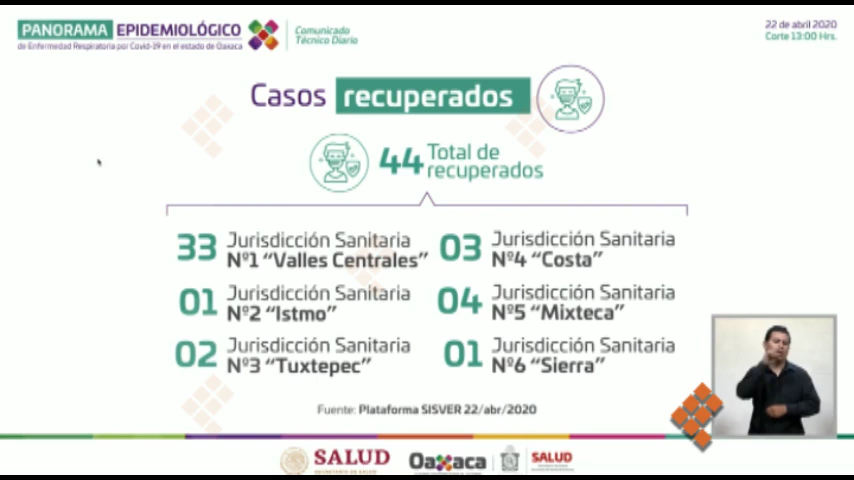 PANORAMA EPIDEMIOLÓGICO
de Enfermedad Respiratoria por Covid-19 en el estado de Oaxaca
Comunicado
Técnico Diario
22 de abril 2020
Corte 13:00 Hrs.
Casos recuperados
44 Total de
recuperados
33 Jurisdicción Sanitaria
Nº1 “Valles Centrales”
01 Jurisdicción Sanitaria
Nº2 “Istmo”
02 Jurisdicción Sanitaria
Nº3 “Tuxtepec”
03 Jurisdicción Sanitaria
Nº4 “Costa”
04 Jurisdicción Sanitaria
Nº5 “Mixteca”
01 Jurisdicción Sanitaria
Nº6 “Sierra”
Fuente: Plataforma SISVER 22/abr/2020
SALUD
SECRETARÍA DE SALUD
Oaxaca
SALUD